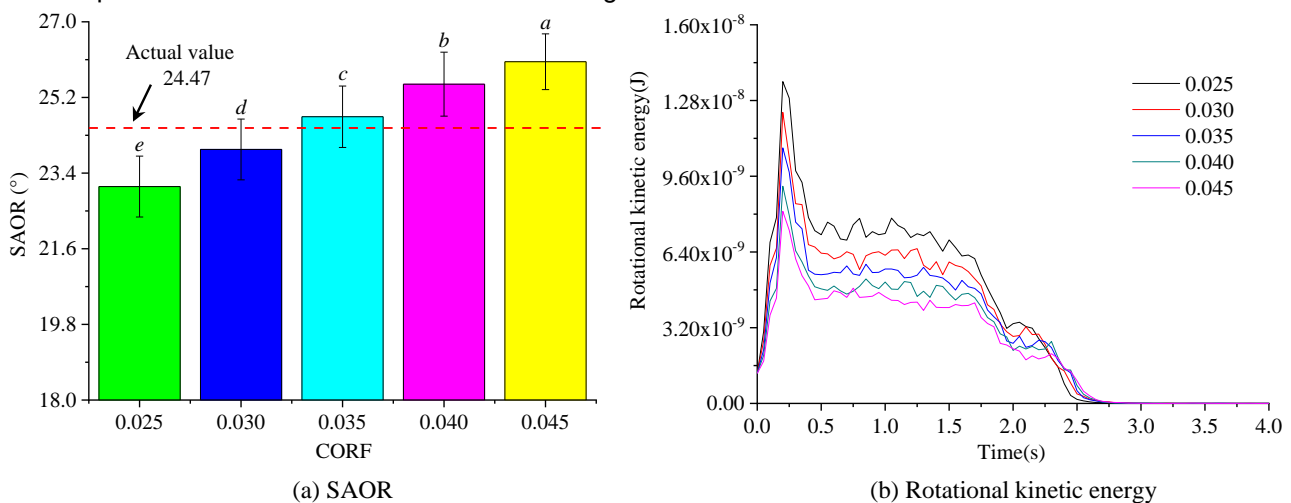 27.0
25.2
23.4
21.6
19.8
18.0
SAOR (°)
Actual value
24.47
e
d
c
b
a
0.025
0.030
0.035
0.040
0.045
CORF
(a) SAOR
1.60x10-8
1.28x10-8
9.60x10-9
6.40x10-9
3.20x10-9
0.00
Rotational kinetic energy(J)
0.025
0.030
0.035
0.040
0.045
0.0
0.5
1.0
1.5
2.0
2.5
3.0
3.5
4.0
Time(s)
(b) Rotational kinetic energy